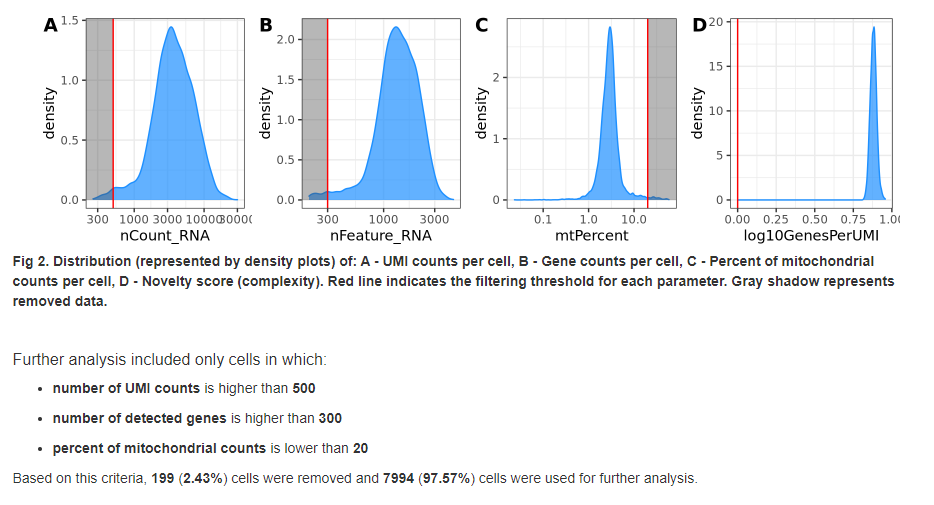 A
B
C
D
density
1.5
1.0
0.5
0.0
300 1000 3000 10000 30000
nCount_RNA
density
2.0
1.5
1.0
0.5
0.0
300 1000 3000
nFeature_RNA
density
2
1
0
0.1 1.0 10.0
mtPercent
density
20
15
10
5
0
0.00 0.25 0.50 0.75 1.00
log10GenesPerUMI
Fig 2. Distribution (represented by density plots) of: A - UMI counts per cell, B - Gene counts per cell, C - Percent of mitochondrial
counts per cell, D - Novelty score (complexity). Red line indicates the filtering threshold for each parameter. Gray shadow represents
removed data.
Further analysis included only cells in which:
• number of UMI counts is higher than 500
• number of detected genes is higher than 300
• percent of mitochondrial counts is lower than 20
Based on this criteria, 199 (2.43%) cells were removed and 7994 (97.57%) cells were used for further analysis.